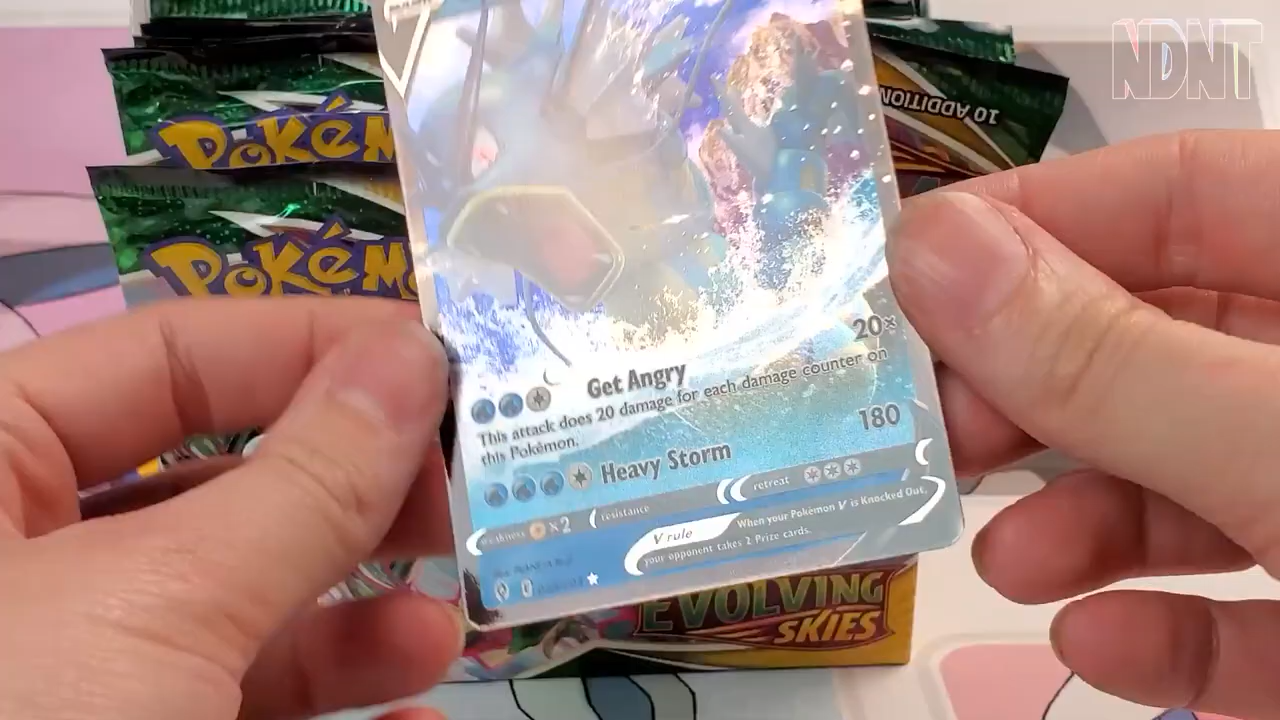 NDNT
10 ADDITION
POKÉM
POKÉM
20×
Get Angry
This attack does 20 damage for each damage counter on
this Pokémon.
180
Heavy Storm
weakness ×2
resistance
retreat
V rule
When your Pokémon V is Knocked Out,
your opponent takes 2 Prize cards.
EVOLVING
SKIES